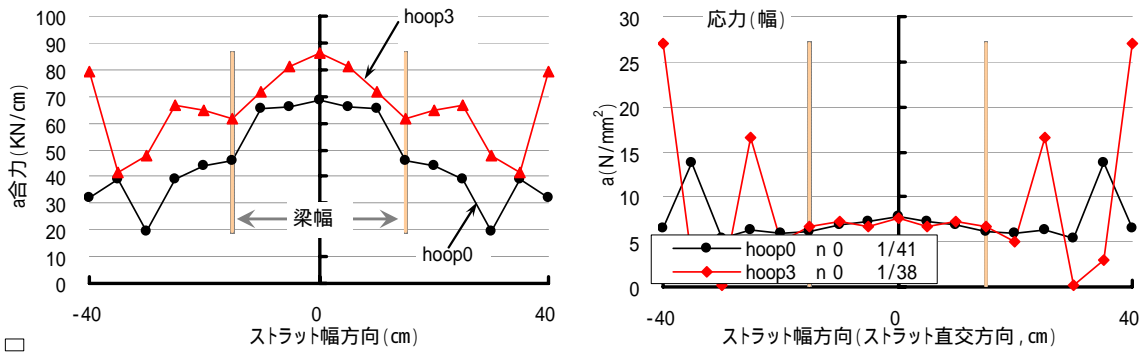 a合力(KN/cm)
100
90
80
70
60
50
40
30
20
10
0
hoop3
梁幅
hoop0
-40
0
40
ストラット幅方向(cm)
a(N/mm²)
30
25
20
15
10
5
0
応力(幅)
hoop0 n 0 1/41
hoop3 n 0 1/38
-40
0
40
ストラット幅方向(ストラット直交方向,cm)